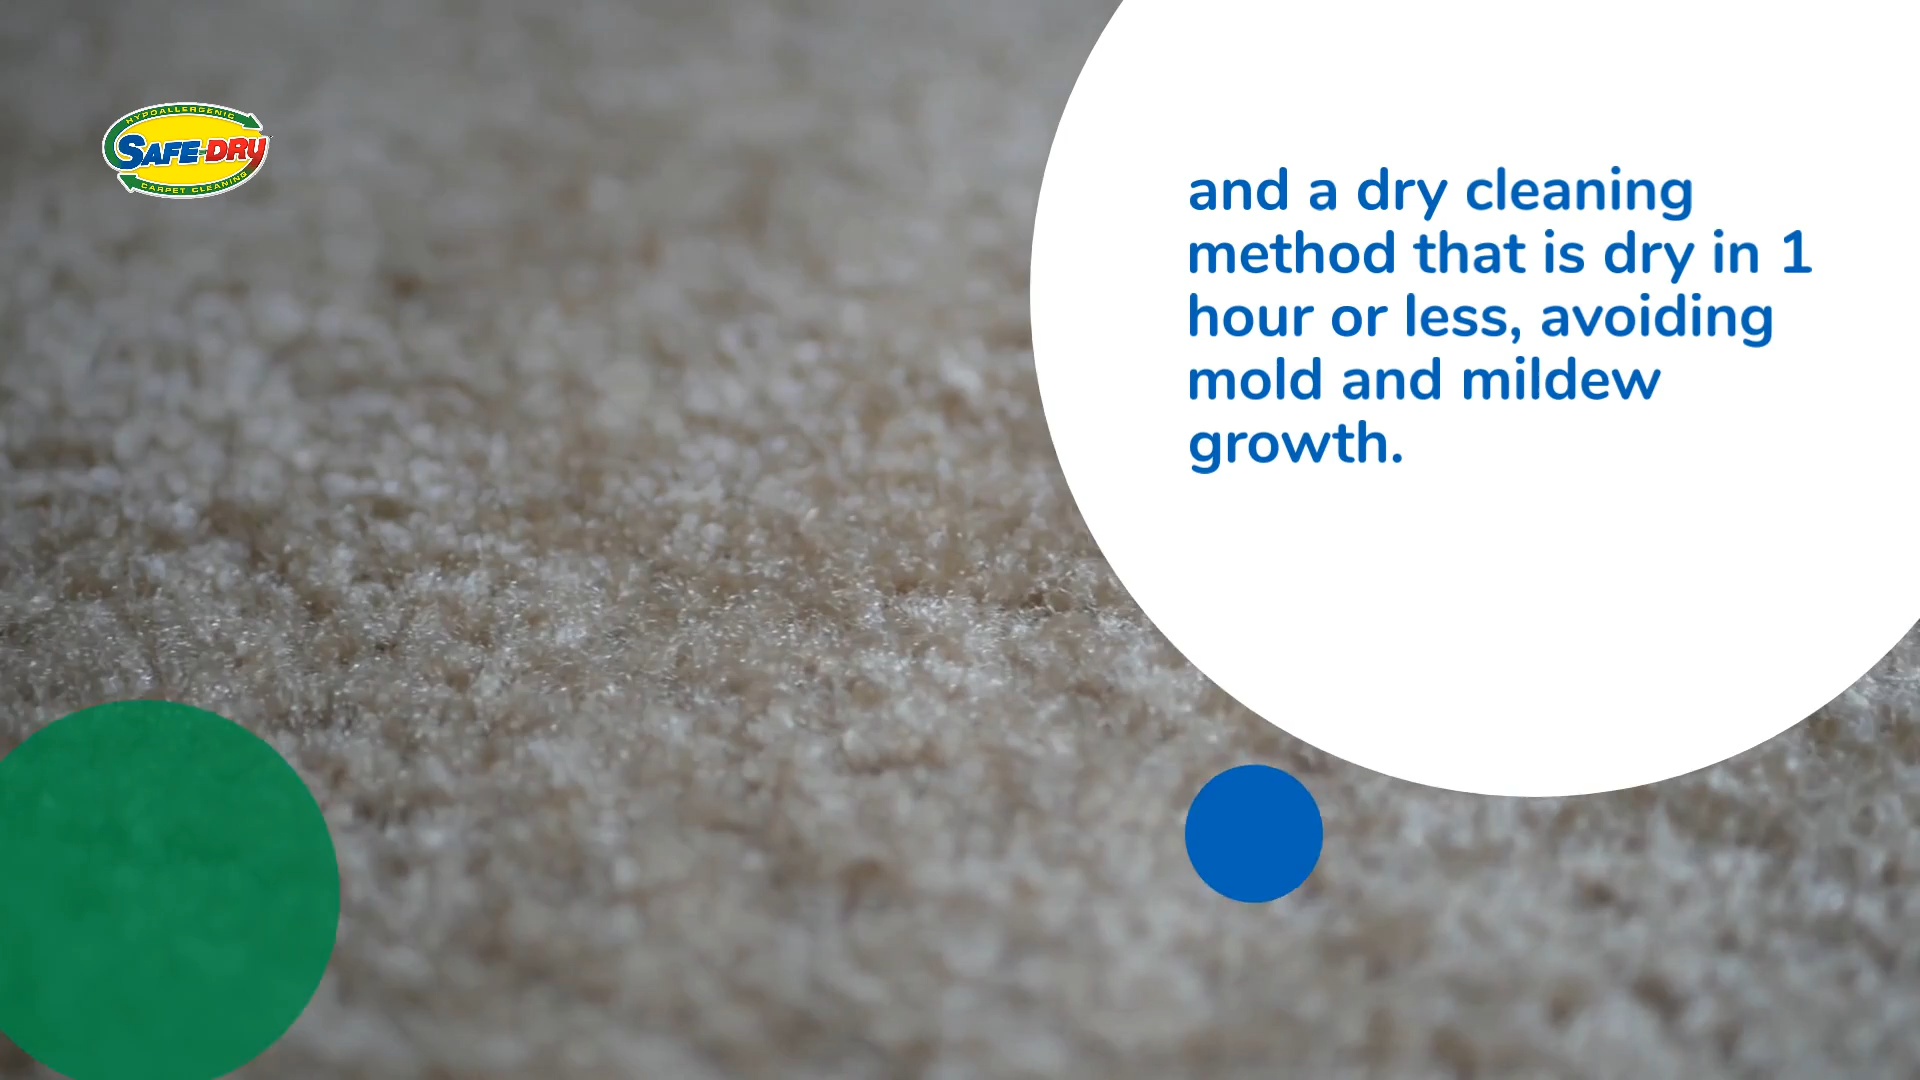 HYPOALLERGENIC
SAFE-DRY
CARPET CLEANING
and a dry cleaning
method that is dry in 1
hour or less, avoiding
mold and mildew
growth.